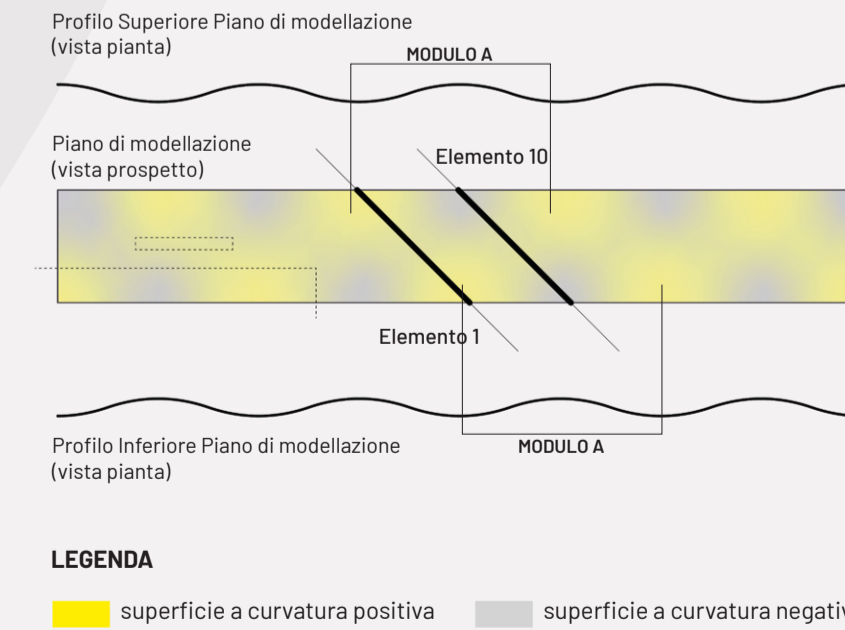 Profilo Superiore Piano di modellazione
(vista pianta)
MODULO A
Piano di modellazione
(vista prospetto)
Elemento 10
Elemento 1
Profilo Inferiore Piano di modellazione
(vista pianta)
MODULO A
LEGENDA
superficie a curvatura positiva
superficie a curvatura